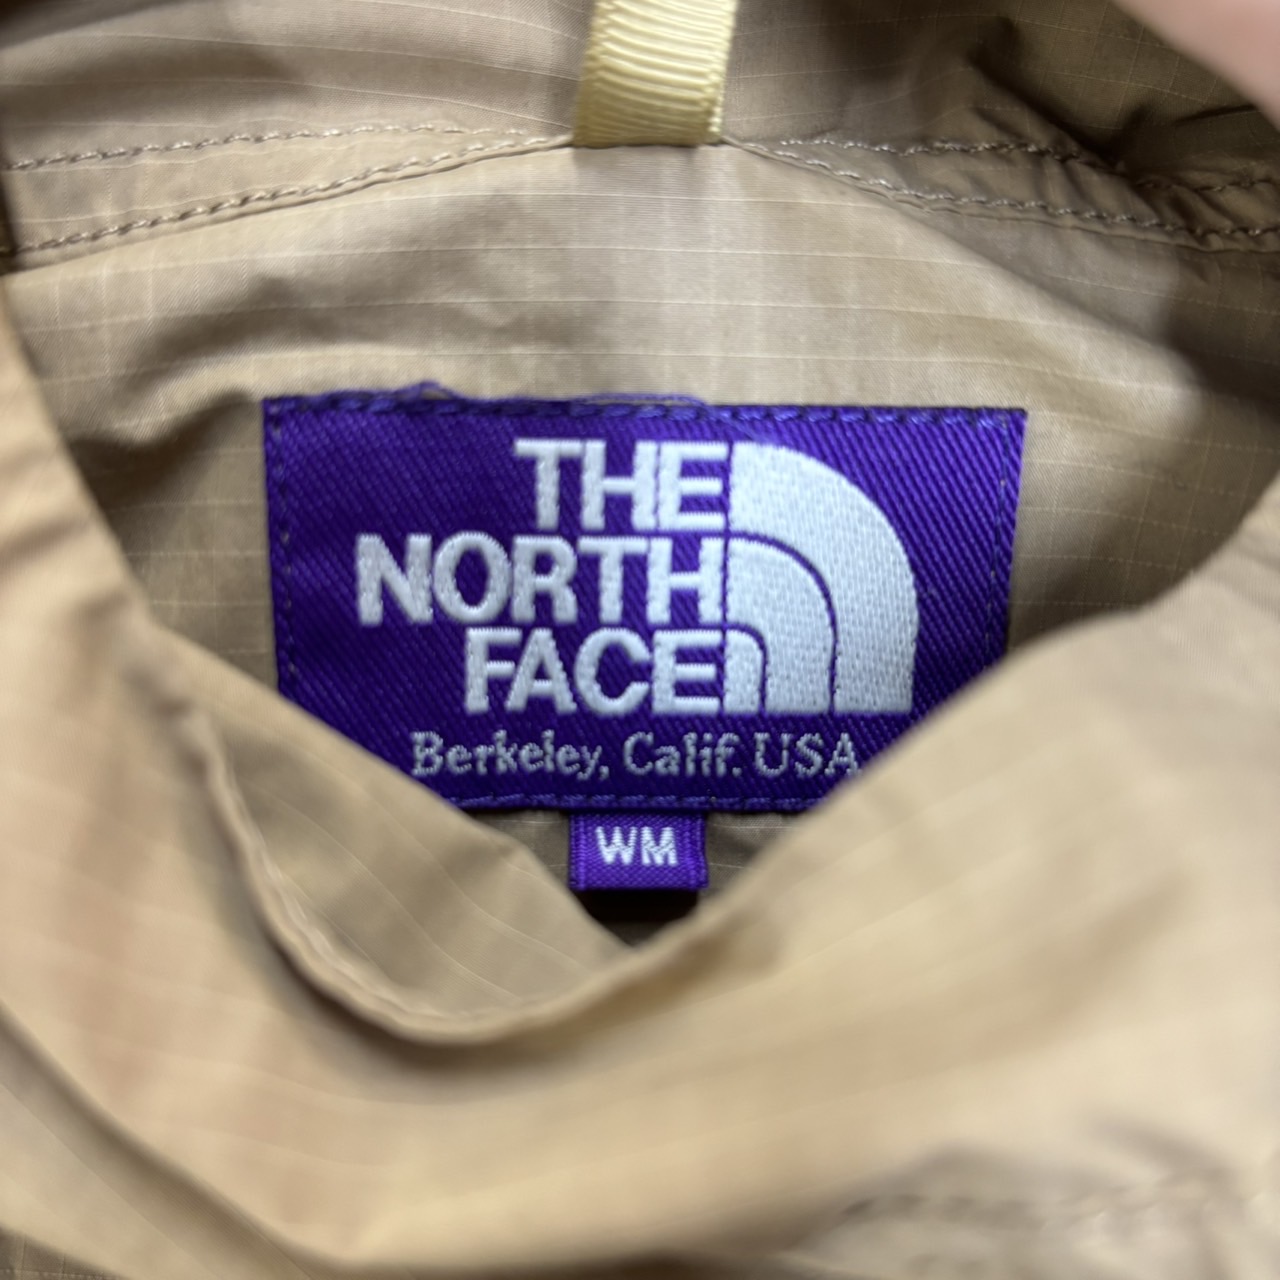 THE
NORTH
FACE
Berkeley, Calif. USA
WM